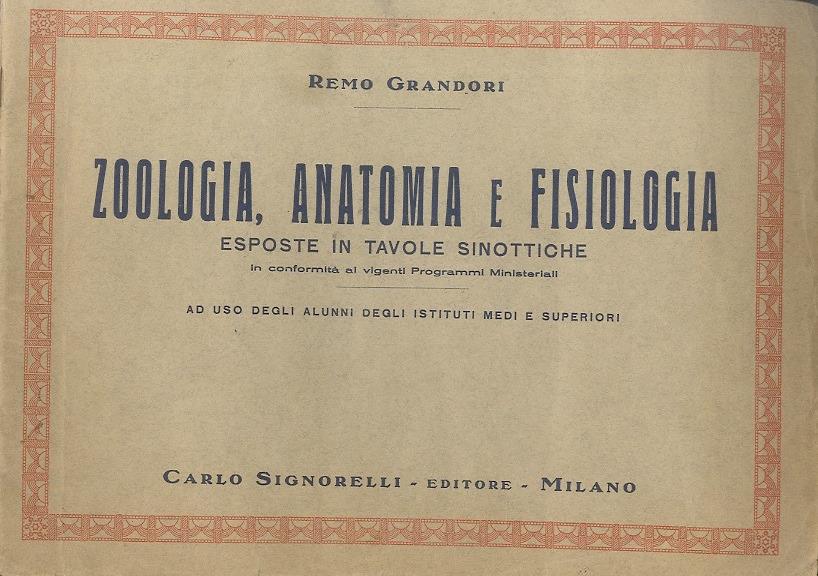 REMO GRANDORI
ZOOLOGIA, ANATOMIA E FISIOLOGIA
ESPOSTE IN TAVOLE SINOTTICHE
in conformità ai vigenti Programmi Ministeriali
AD USO DEGLI ALUNNI DEGLI ISTITUTI MEDI E SUPERIORI
CARLO SIGNORELLI - EDITORE - MILANO